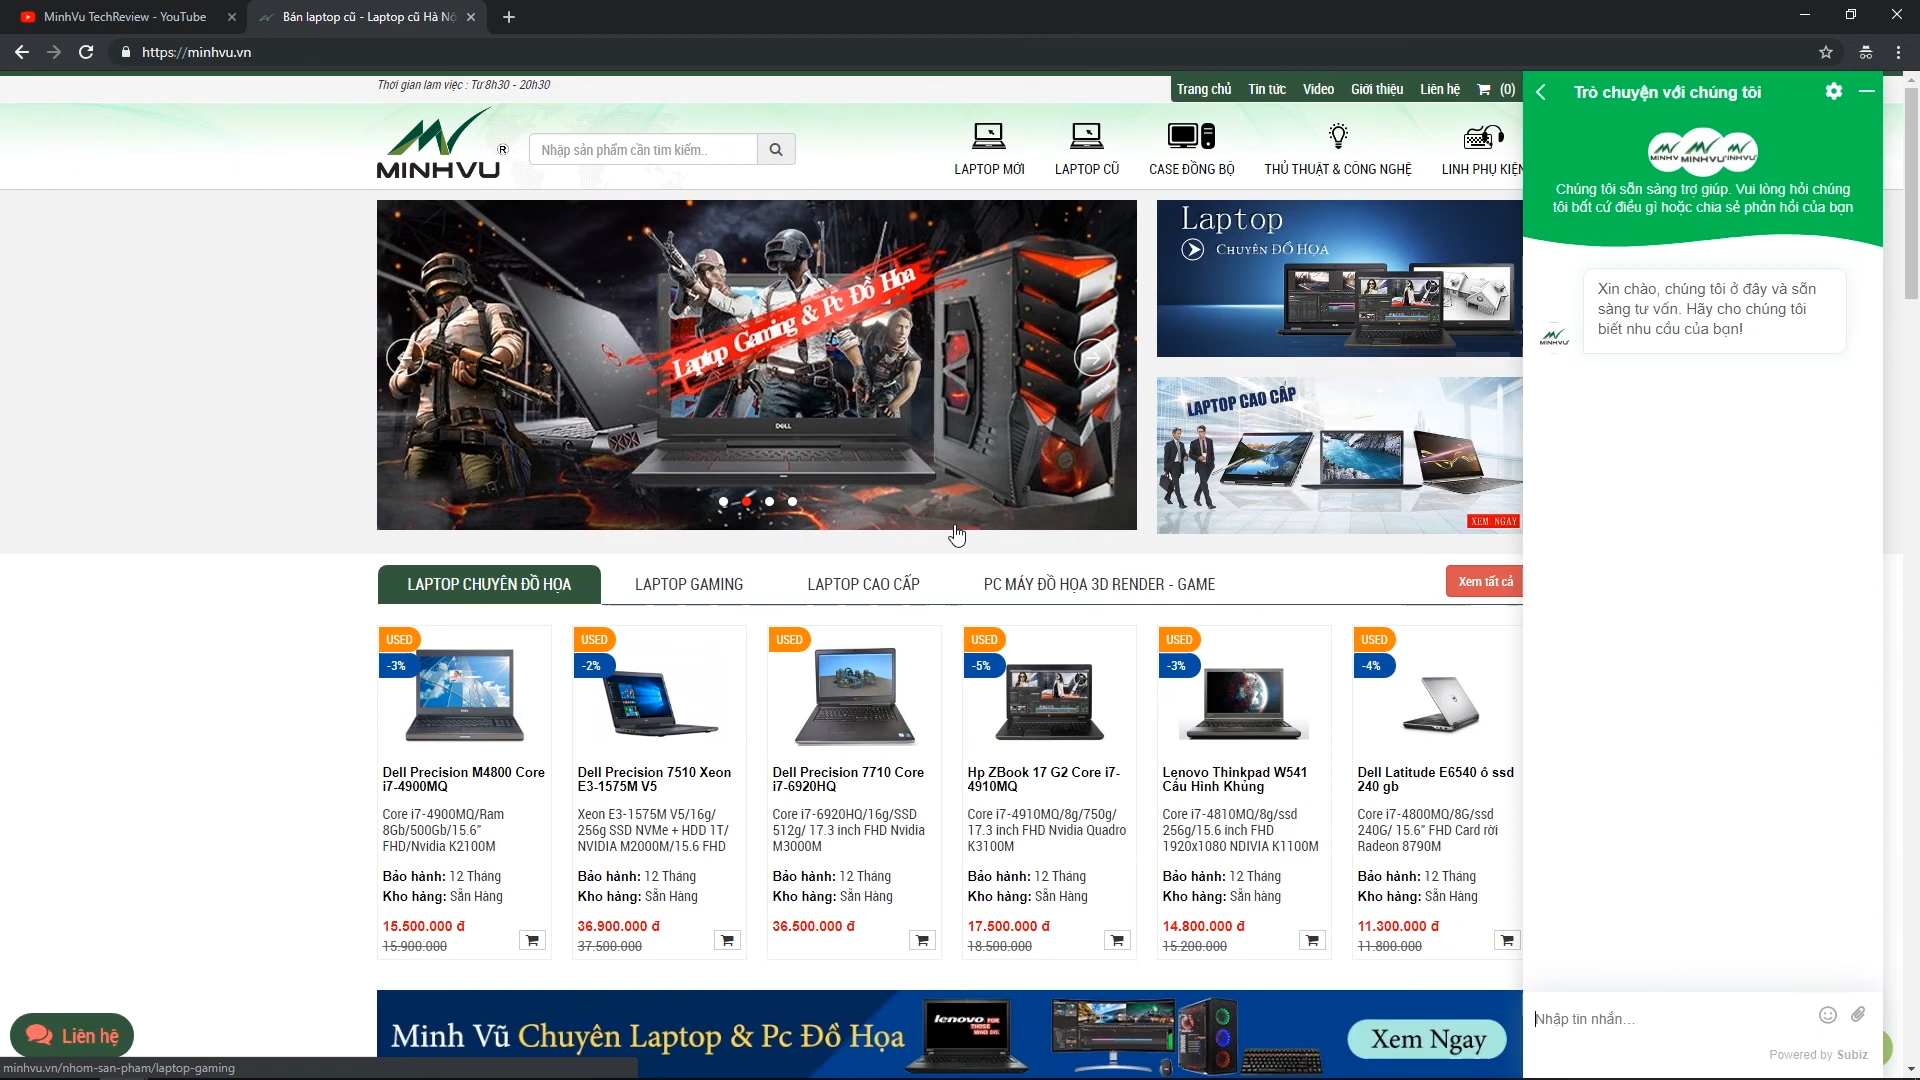 MinhVu TechReview - YouTube
Bán laptop cũ - Laptop cũ Hà Nộ
https://minhvu.vn
Thời gian làm việc : Từ 8h30 - 20h30
Trang chủ Tin tức Video Giới thiệu Liên hệ (0)
MINHVU ®
Nhập sản phẩm cần tìm kiếm..
LAPTOP MỚI
LAPTOP CŨ
CASE ĐỒNG BỘ
THỦ THUẬT & CÔNG NGHỆ
LINH PHỤ KIỆN
Laptop Gaming & Pc Đồ Họa
DELL
Laptop
CHUYÊN ĐỒ HỌA
LAPTOP CAO CẤP
XEM NGAY
LAPTOP CHUYÊN ĐỒ HỌA
LAPTOP GAMING
LAPTOP CAO CẤP
PC MÁY ĐỒ HỌA 3D RENDER - GAME
Xem tất cả
USED
-3%
Dell Precision M4800 Core
i7-4900MQ
Core i7-4900MQ/Ram
8Gb/500Gb/15.6"
FHD/Nvidia K2100M
Bảo hành: 12 Tháng
Kho hàng: Sẵn Hàng
15.500.000 đ
15.900.000
USED
-2%
Dell Precision 7510 Xeon
E3-1575M V5
Xeon E3-1575M V5/16g/
256g SSD NVMe + HDD 1T/
NVIDIA M2000M/15.6 FHD
Bảo hành: 12 Tháng
Kho hàng: Sẵn Hàng
36.900.000 đ
37.500.000
USED
Dell Precision 7710 Core
i7-6920HQ
Core i7-6920HQ/16g/SSD
512g/ 17.3 inch FHD Nvidia
M3000M
Bảo hành: 12 Tháng
Kho hàng: Sẵn Hàng
36.500.000 đ
USED
-5%
Hp ZBook 17 G2 Core i7-
4910MQ
Core i7-4910MQ/8g/750g/
17.3 inch FHD Nvidia Quadro
K3100M
Bảo hành: 12 Tháng
Kho hàng: Sẵn Hàng
17.500.000 đ
18.500.000
USED
-3%
Lenovo Thinkpad W541
Cấu Hình Khủng
Core i7-4810MQ/8g/ssd
256g/15.6 inch FHD
1920x1080 NDIVIA K1100M
Bảo hành: 12 Tháng
Kho hàng: Sẵn hàng
14.800.000 đ
15.200.000
USED
-4%
Dell Latitude E6540 ổ ssd
240 gb
Core i7-4800MQ/8G/ssd
240G/ 15.6" FHD Card rời
Radeon 8790M
Bảo hành: 12 Tháng
Kho hàng: Sẵn Hàng
11.300.000 đ
11.800.000
Minh Vũ Chuyên Laptop & Pc Đồ Họa
lenovo FOR THOSE WHO DO.
Xem Ngay
Liên hệ
minhvu.vn/nhom-san-pham/laptop-gaming
Trò chuyện với chúng tôi
MINHVU
Chúng tôi sẵn sàng trợ giúp. Vui lòng hỏi chúng
tôi bất cứ điều gì hoặc chia sẻ phản hồi của bạn
Xin chào, chúng tôi ở đây và sẵn
sàng tư vấn. Hãy cho chúng tôi
biết nhu cầu của bạn!
MINHVU
Nhập tin nhắn...
Powered by Subiz